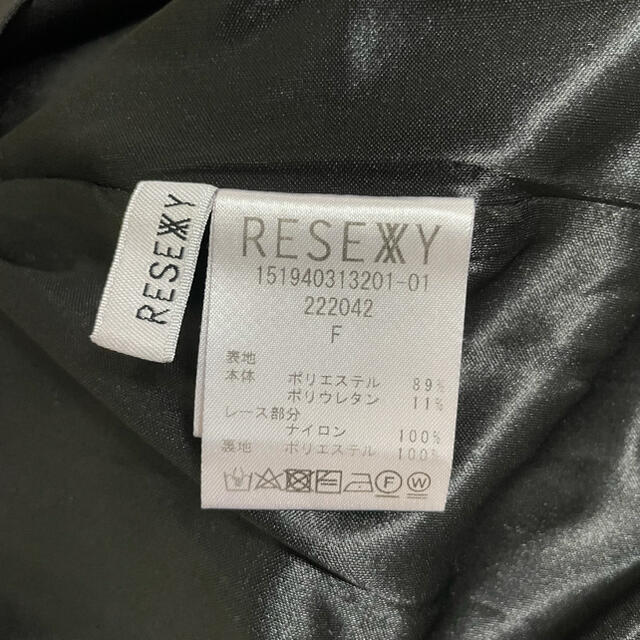 RESEXXY
RESEXXY
151940313201-01
222042
F
表地
本体 ポリエステル 89%
ポリウレタン 11%
レース部分
ナイロン 100%
裏地 ポリエステル 100%
F W